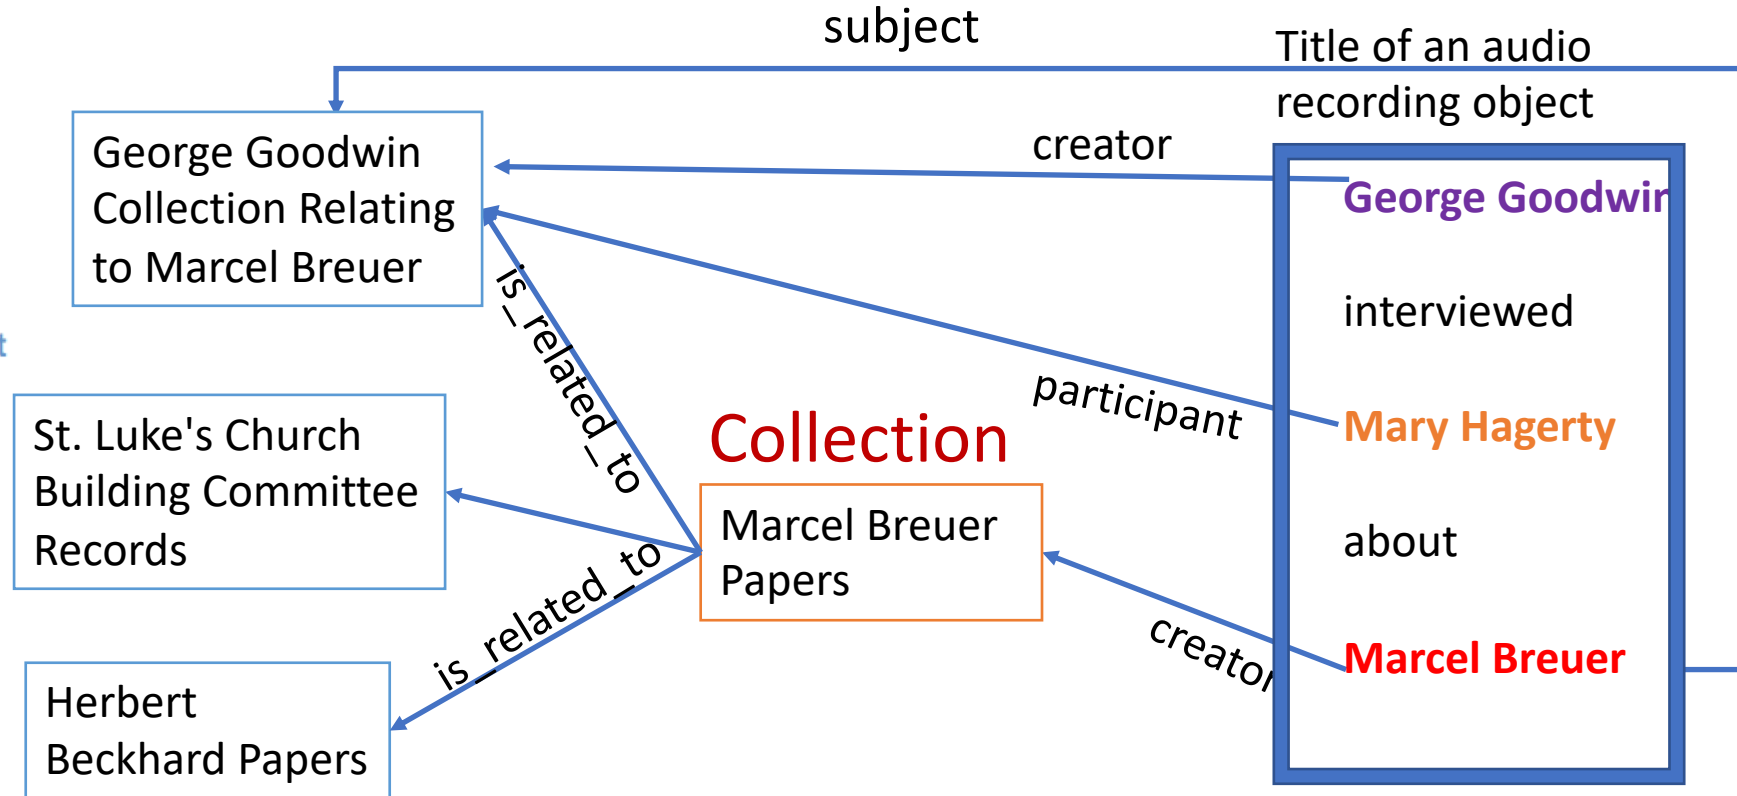 subject
Title of an audio
recording object
George Goodwin
Collection Relating
to Marcel Breuer
creator
George Goodwin
interviewed
is_related_to
participant
Mary Hagerty
St. Luke's Church
Building Committee
Records
Collection
Marcel Breuer
Papers
about
is_related_to
creator
Marcel Breuer
Herbert
Beckhard Papers